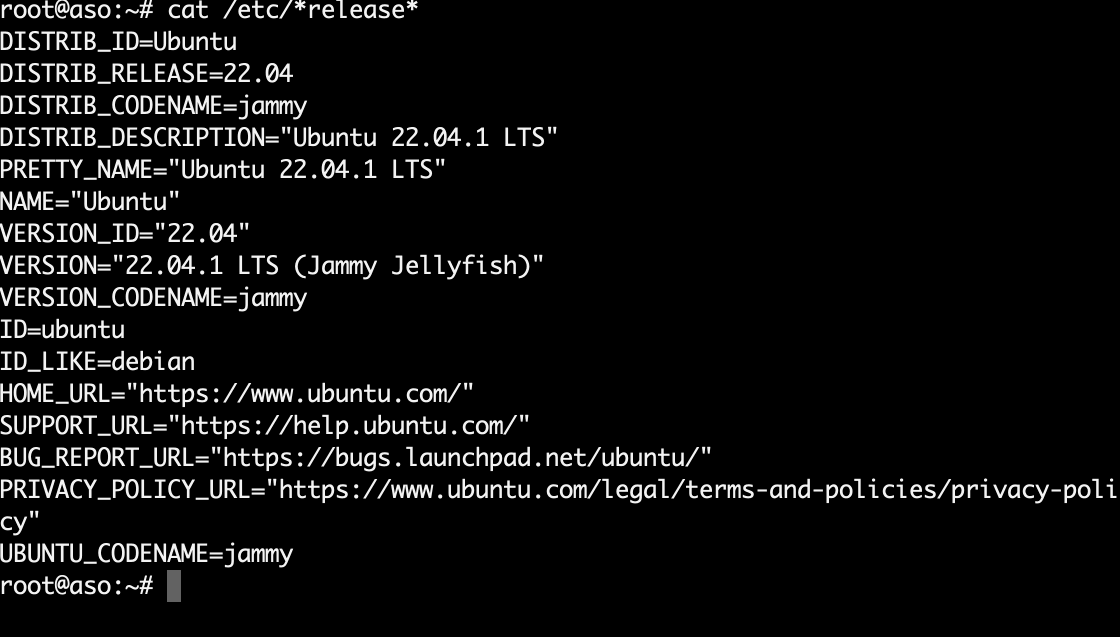 root@aso:~# cat /etc/*release*
DISTRIB_ID=Ubuntu
DISTRIB_RELEASE=22.04
DISTRIB_CODENAME=jammy
DISTRIB_DESCRIPTION="Ubuntu 22.04.1 LTS"
PRETTY_NAME="Ubuntu 22.04.1 LTS"
NAME="Ubuntu"
VERSION_ID="22.04"
VERSION="22.04.1 LTS (Jammy Jellyfish)"
VERSION_CODENAME=jammy
ID=ubuntu
ID_LIKE=debian
HOME_URL="https://www.ubuntu.com/"
SUPPORT_URL="https://help.ubuntu.com/"
BUG_REPORT_URL="https://bugs.launchpad.net/ubuntu/"
PRIVACY_POLICY_URL="https://www.ubuntu.com/legal/terms-and-policies/privacy-poli
cy"
UBUNTU_CODENAME=jammy
root@aso:~#